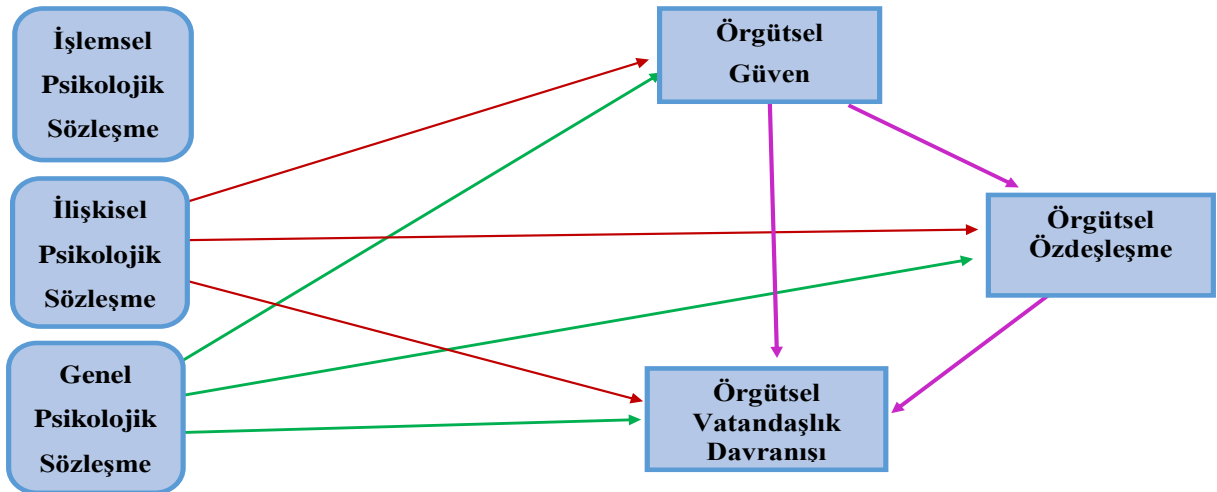 İşlemsel
Psikolojik
Sözleşme
Örgütsel
Güven
İlişkisel
Psikolojik
Sözleşme
Örgütsel
Özdeşleşme
Genel
Psikolojik
Sözleşme
Örgütsel
Vatandaşlık
Davranışı